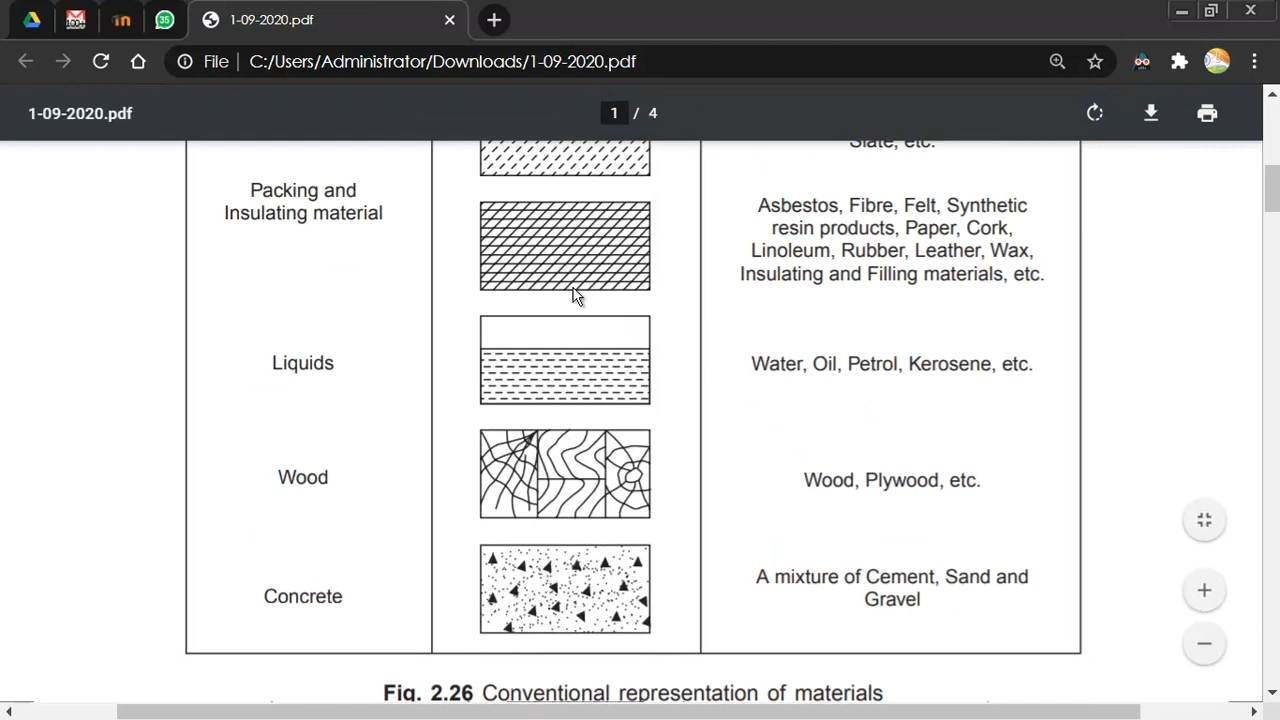 100+
in
35
1-09-2020.pdf
File | C:/Users/Administrator/Downloads/1-09-2020.pdf
1-09-2020.pdf
1 / 4
Slate, etc.
Packing and
Insulating material
Asbestos, Fibre, Felt, Synthetic
resin products, Paper, Cork,
Linoleum, Rubber, Leather, Wax,
Insulating and Filling materials, etc.
Liquids
Water, Oil, Petrol, Kerosene, etc.
Wood
Wood, Plywood, etc.
Concrete
A mixture of Cement, Sand and
Gravel
Fig. 2.26 Conventional representation of materials